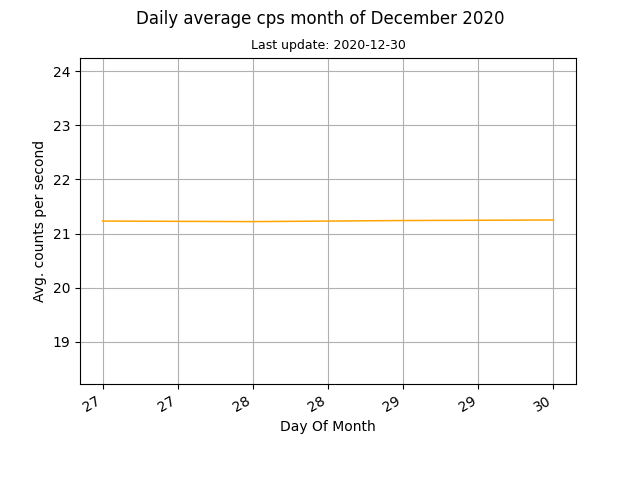 Daily average cps month of December 2020
Last update: 2020-12-30
24
23
22
21
20
19
Avg. counts per second
27 27 28 28 29 29 30
Day Of Month